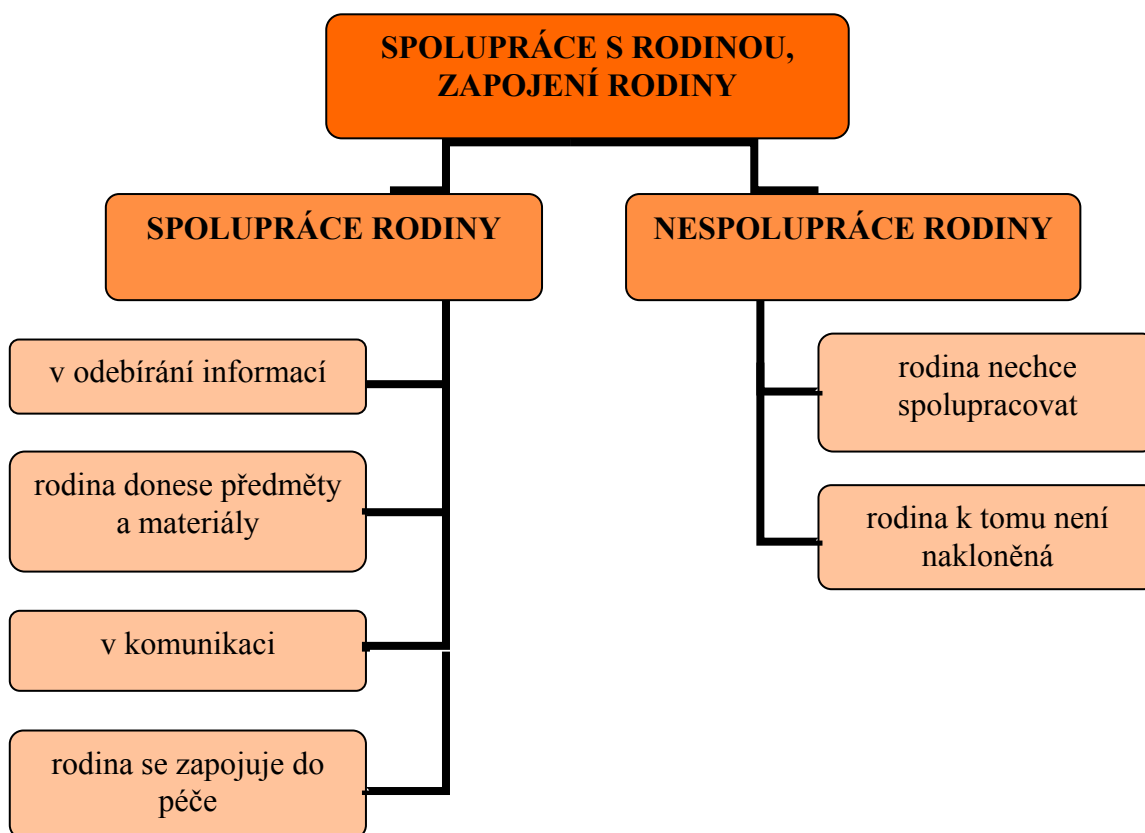 SPOLUPRÁCE S RODINOU,
ZAPOJENÍ RODINY
SPOLUPRÁCE RODINY
NESPOLUPRÁCE RODINY
v odebírání informací
rodina donese předměty
a materiály
v komunikaci
rodina se zapojuje do
péče
rodina nechce
spolupracovat
rodina k tomu není
nakloněná